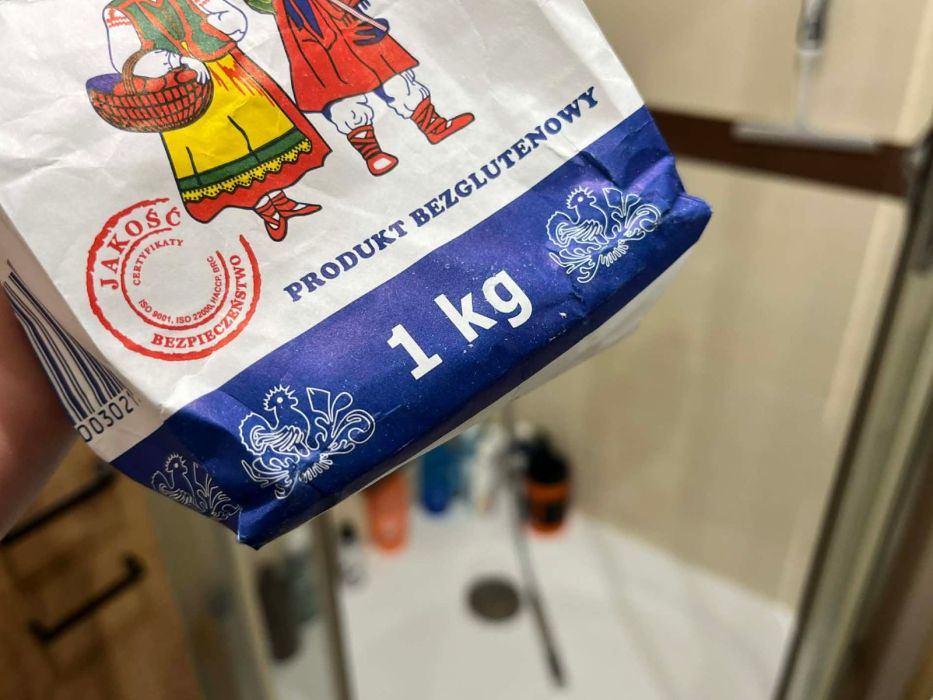 JAKOŚĆ
CERTYFIKATY
ISO 9001, ISO 22000, HACCP, BRC
BEZPIECZEŃSTWO
PRODUKT BEZGLUTENOWY
1 kg